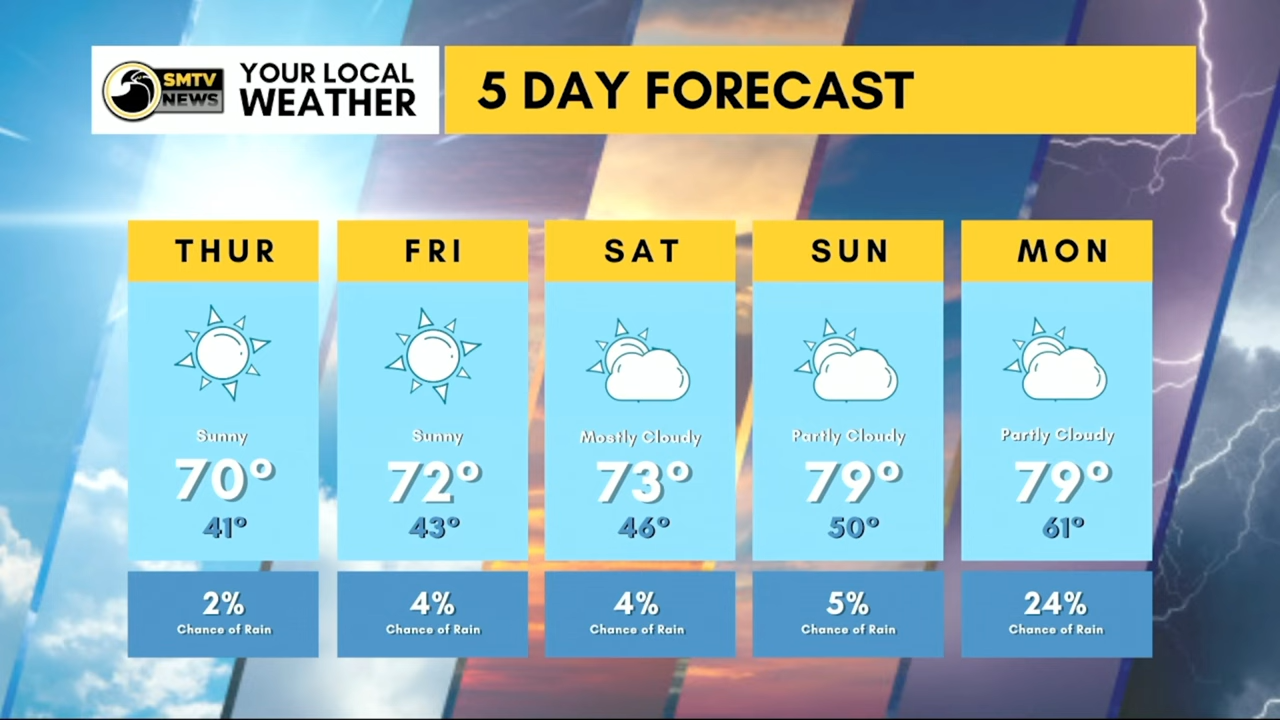 SMTV
NEWS
YOUR LOCAL
WEATHER
5 DAY FORECAST
THUR
Sunny
70°
41°
2%
Chance of Rain
FRI
Sunny
72°
43°
4%
Chance of Rain
SAT
Mostly Cloudy
73°
46°
4%
Chance of Rain
SUN
Partly Cloudy
79°
50°
5%
Chance of Rain
MON
Partly Cloudy
79°
61°
24%
Chance of Rain